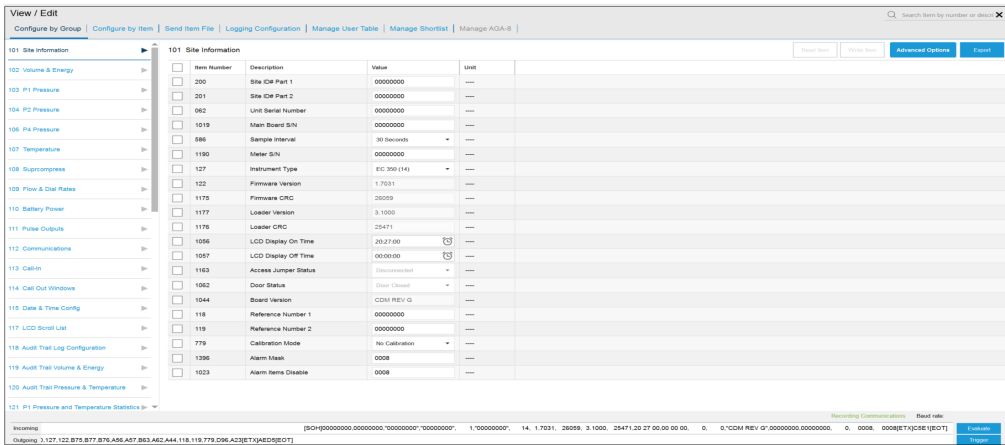 View / Edit
Search item by number or descri
Configure by Group | Configure by Item | Send Item File | Logging Configuration | Manage User Table | Manage Shortlist | Manage AGA-8 |
101 Site Information
102 Volume & Energy
103 P1 Pressure
104 P2 Pressure
106 P4 Pressure
107 Temperature
108 Suprcompress
109 Flow & Dial Rates
110 Battery Power
111 Pulse Outputs
112 Communications
113 Call-in
114 Call Out Windows
115 Date & Time Config
117 LCD Scroll List
118 Audit Trail Log Configuration
119 Audit Trail Volume & Energy
120 Audit Trail Pressure & Temperature
121 P1 Pressure and Temperature Statistics
101 Site Information
Read Item Write Item Advanced Options Export
Item Number Description Value Unit
200 Site ID# Part 1 00000000 ----
201 Site ID# Part 2 00000000 ----
062 Unit Serial Number 00000000 ----
1019 Main Board S/N 00000000 ----
586 Sample Interval 30 Seconds ----
1190 Meter S/N 00000000 ----
127 Instrument Type EC 350 (14) ----
122 Firmware Version 1.7031 ----
1175 Firmware CRC 26059 ----
1177 Loader Version 3.1000 ----
1176 Loader CRC 25471 ----
1056 LCD Display On Time 20:27:00 ----
1057 LCD Display Off Time 00:00:00 ----
1163 Access Jumper Status Disconnected ----
1062 Door Status Door Closed ----
1044 Board Version CDM REV G ----
118 Reference Number 1 00000000 ----
119 Reference Number 2 00000000 ----
779 Calibration Mode No Calibration ----
1396 Alarm Mask 0008 ----
1023 Alarm Items Disable 0008 ----
Recording Communications Baud rate:
Incoming [SOH]00000000,00000000,"00000000","00000000", 1,"00000000", 14, 1.7031, 26059, 3.1000, 25471,20 27 00,00 00 00, 0, 0,"CDM REV G",00000000,00000000, 0, 0008, 0008[ETX]C5E1[EOT] Evaluate
Outgoing ),127,122,B75,B77,B76,A56,A57,B63,A62,A44,118,119,779,D96,A23[ETX]AED5[EOT] Trigger